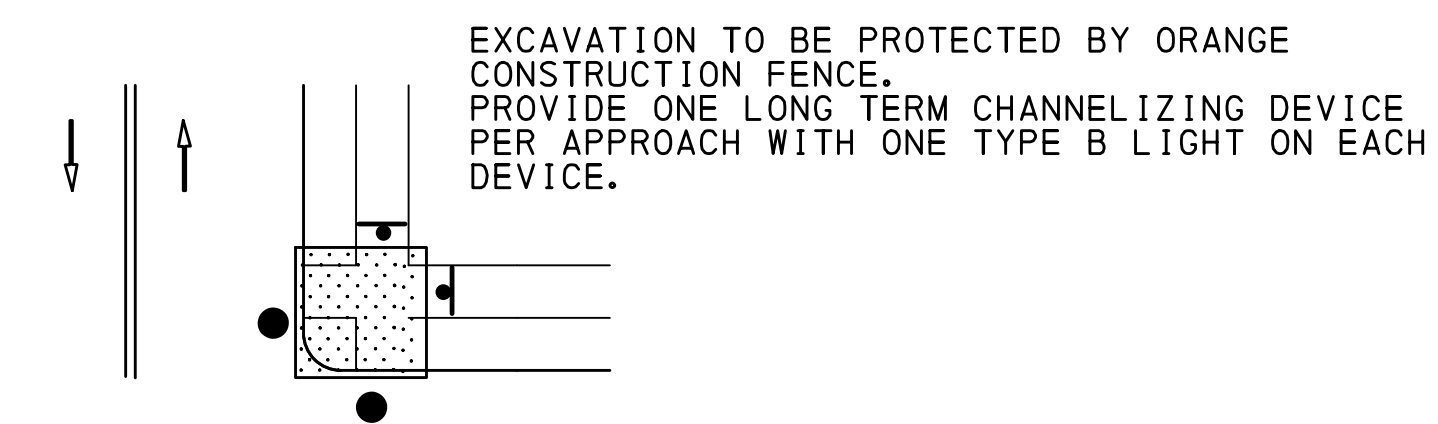 EXCAVATION TO BE PROTECTED BY ORANGE
CONSTRUCTION FENCE.
PROVIDE ONE LONG TERM CHANNELIZING DEVICE
PER APPROACH WITH ONE TYPE B LIGHT ON EACH
DEVICE.